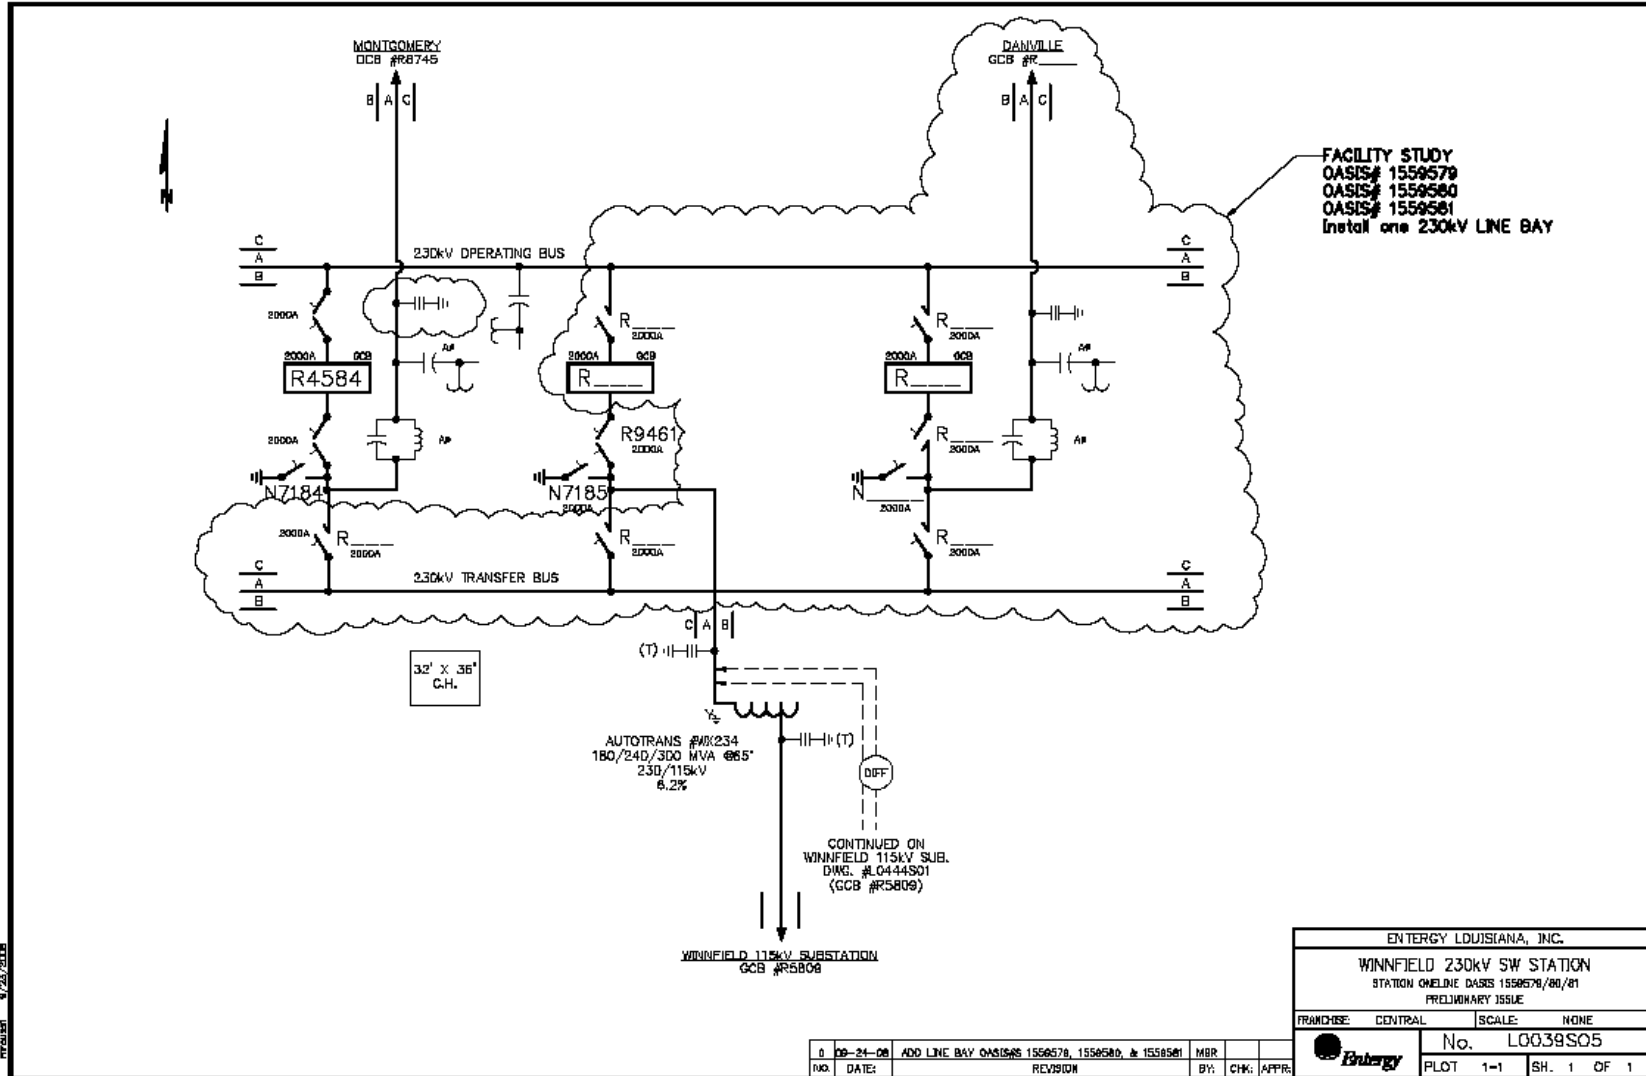 MONTGOMERY
OCB #R8745
B A C
DANVILLE
GCB #R____
B A C
FACILITY STUDY
OASIS# 1559579
OASIS# 1559580
OASIS# 1559581
Install one 230kV LINE BAY
N
C
A
B
230kV OPERATING BUS
C
A
B
2000A
R____
2000A
R____
2000A
2000A GCB
R4584
2000A GCB
R____
2000A GCB
R____
A#
A#
2000A
A#
R9461
2000A
R____
2000A
A#
N7184
N7185
2000A
N____
2000A
2000A
R____
2000A
R____
2000A
R____
2000A
C
A
B
230kV TRANSFER BUS
C
A
B
C A B
(T)
32' X 36'
C.H.
Y
AUTOTRANS #WX234
180/240/300 MVA @65°
230/115kV
6.2%
(T)
DIFF
CONTINUED ON
WINNFIELD 115kV SUB.
DWG. #L0444S01
(GCB #R5809)
WINNFIELD 115kV SUBSTATION
GCB #R5809
ENTERGY LOUISIANA, INC.
WINNFIELD 230kV SW STATION
STATION ONELINE OASIS 1559579/80/81
PRELIMINARY ISSUE
FRANCHISE: CENTRAL SCALE: NONE
Entergy
No. L0039S05
PLOT 1-1 SH. 1 OF 1
0 09-24-08 ADD LINE BAY OASIS#S 1559579, 1559580, & 1559581 MBR
NO. DATE: REVISION BY: CHK: APPR: